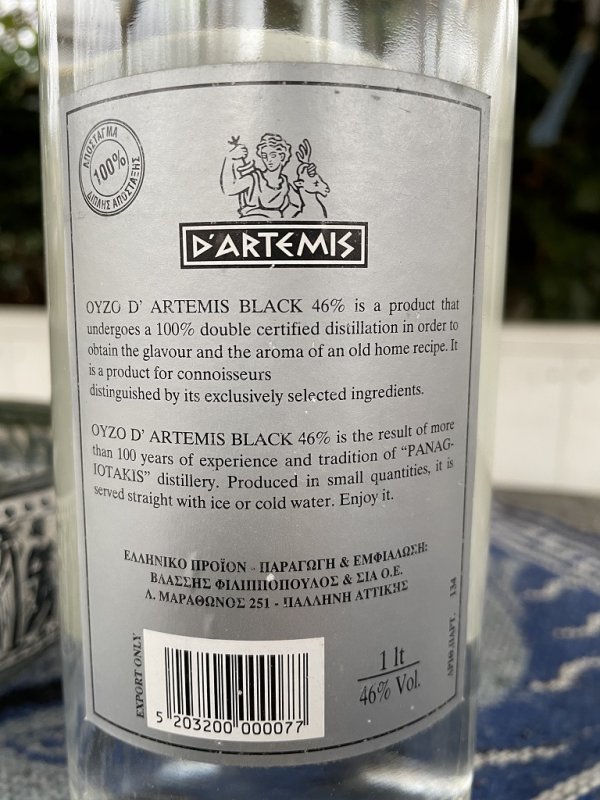 ΑΠΟΣΤΑΓΜΑ
100%
ΔΙΠΛΗΣ ΑΠΟΣΤΑΞΗΣ
D'ARTEMIS
OYZO D' ARTEMIS BLACK 46% is a product that
undergoes a 100% double certified distillation in order to
obtain the glavour and the aroma of an old home recipe. It
is a product for connoisseurs
distinguished by its exclusively selected ingredients.
OYZO D' ARTEMIS BLACK 46% is the result of more
than 100 years of experience and tradition of “PANAG-
IOTAKIS” distillery. Produced in small quantities, it is
served straight with ice or cold water. Enjoy it.
ΕΛΛΗΝΙΚΟ ΠΡΟΪΟΝ - ΠΑΡΑΓΩΓΗ & ΕΜΦΙΑΛΩΣΗ:
ΒΛΑΣΣΗΣ ΦΙΛΙΠΠΟΠΟΥΛΟΣ & ΣΙΑ Ο.Ε.
Λ. ΜΑΡΑΘΩΝΟΣ 251 - ΠΑΛΛΗΝΗ ΑΤΤΙΚΗΣ
EXPORT ONLY
5 203200 000077
1 lt
46% Vol.
ΑΡΙΘ.ΠΑΡΤ. 134